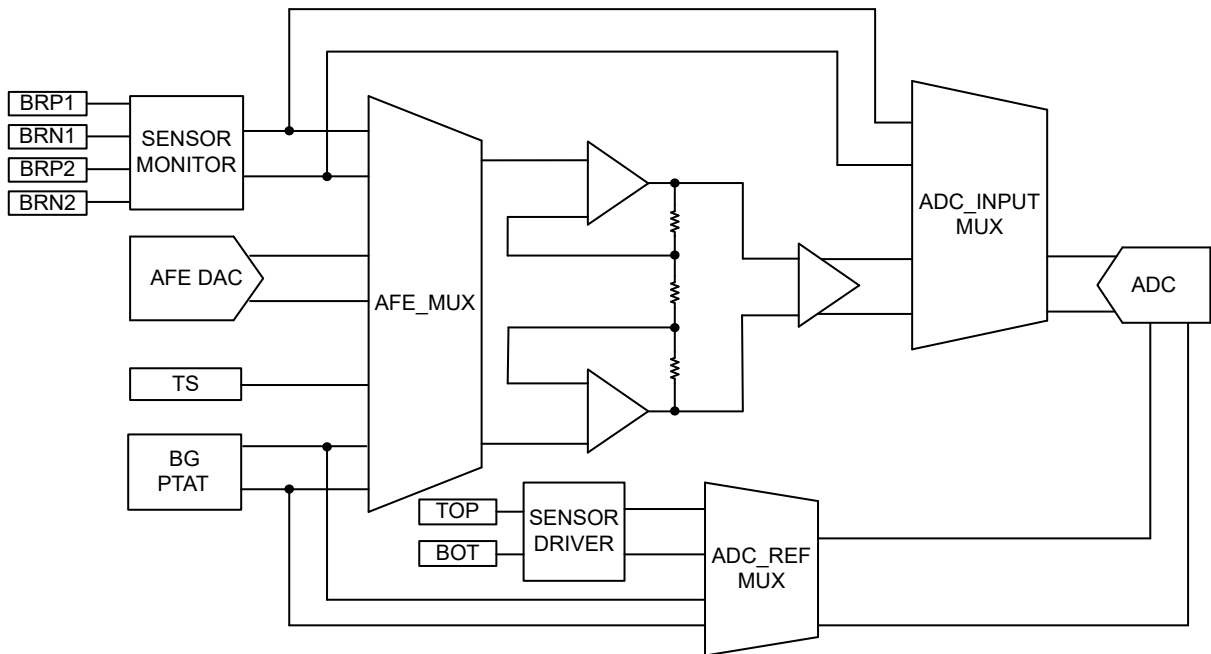 BRP1
BRN1
BRP2
BRN2
SENSOR
MONITOR
AFE DAC
TS
BG
PTAT
AFE_MUX
TOP
BOT
SENSOR
DRIVER
ADC_REF
MUX
ADC_INPUT
MUX
ADC